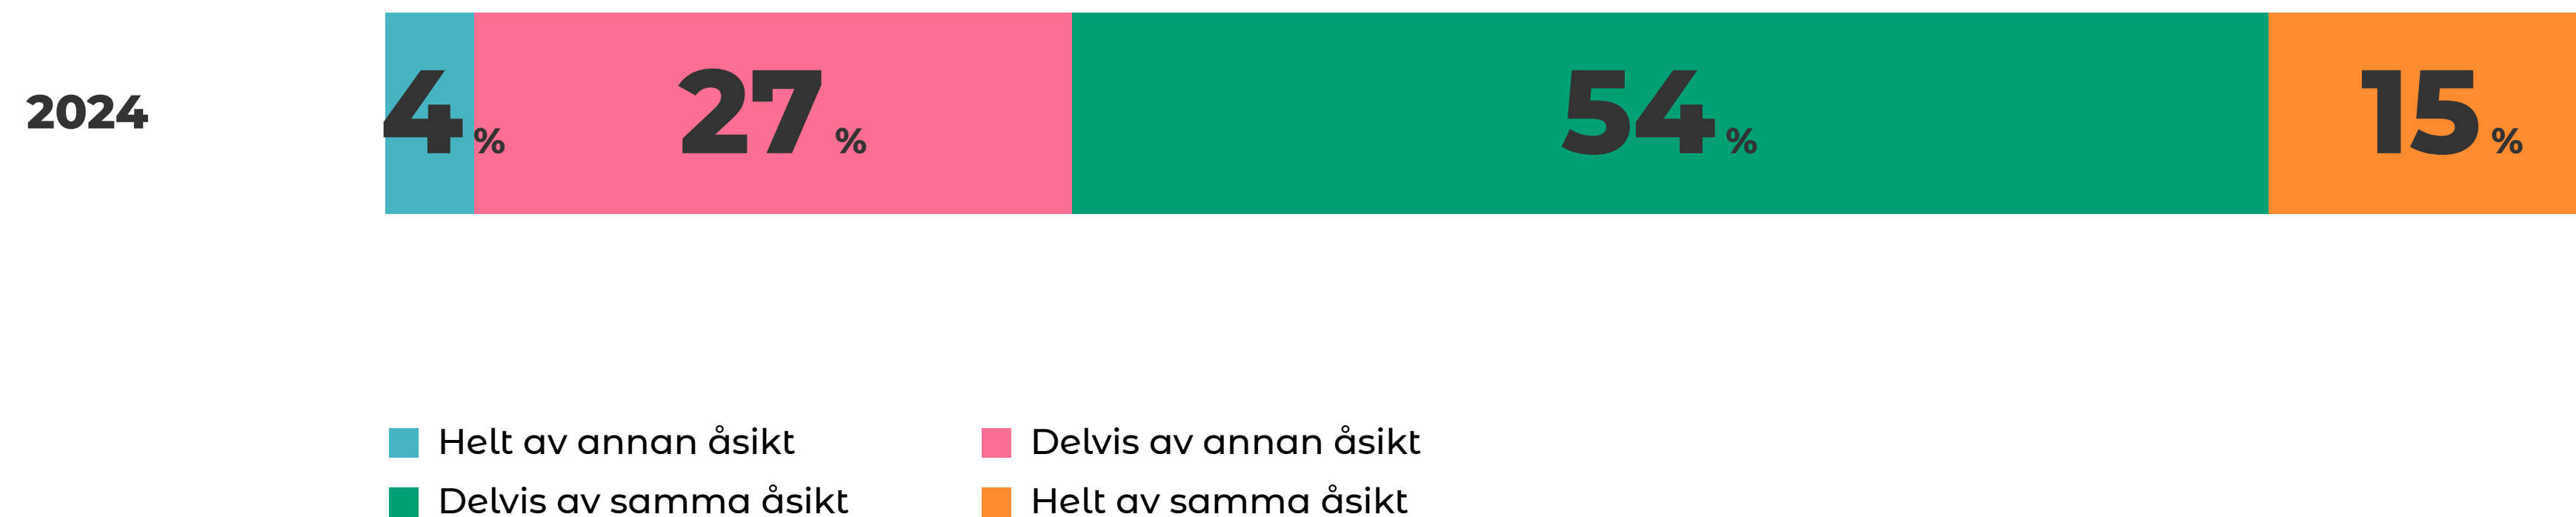 2024 4 % 27 % 54 % 15 %
Helt av annan åsikt Delvis av annan åsikt
Delvis av samma åsikt Helt av samma åsikt